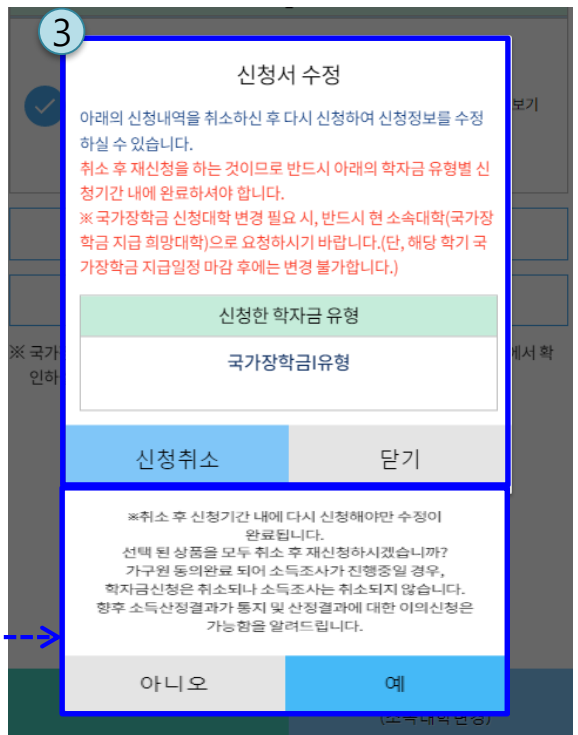 3
신청서 수정
보기
아래의 신청내역을 취소하신 후 다시 신청하여 신청정보를 수정
하실 수 있습니다.
취소 후 재신청을 하는 것이므로 반드시 아래의 학자금 유형별 신
청기간 내에 완료하셔야 합니다.
※ 국가장학금 신청대학 변경 필요 시, 반드시 현 소속대학(국가장
학금 지급 희망대학)으로 요청하시기 바랍니다.(단, 해당 학기 국
가장학금 지급일정 마감 후에는 변경 불가합니다.)
신청한 학자금 유형
※ 국가
에서 확
국가장학금I유형
인하
신청취소
닫기
※취소 후 신청기간 내에 다시 신청해야만 수정이
완료됩니다.
선택 된 상품을 모두 취소 후 재신청하시겠습니까?
가구원 동의완료 되어 소득조사가 진행중일 경우,
학자금신청은 취소되나 소득조사는 취소되지 않습니다.
향후 소득산정결과가 통지 및 산정결과에 대한 이의신청은
가능함을 알려드립니다.
아니오
예
(소속대학변경)